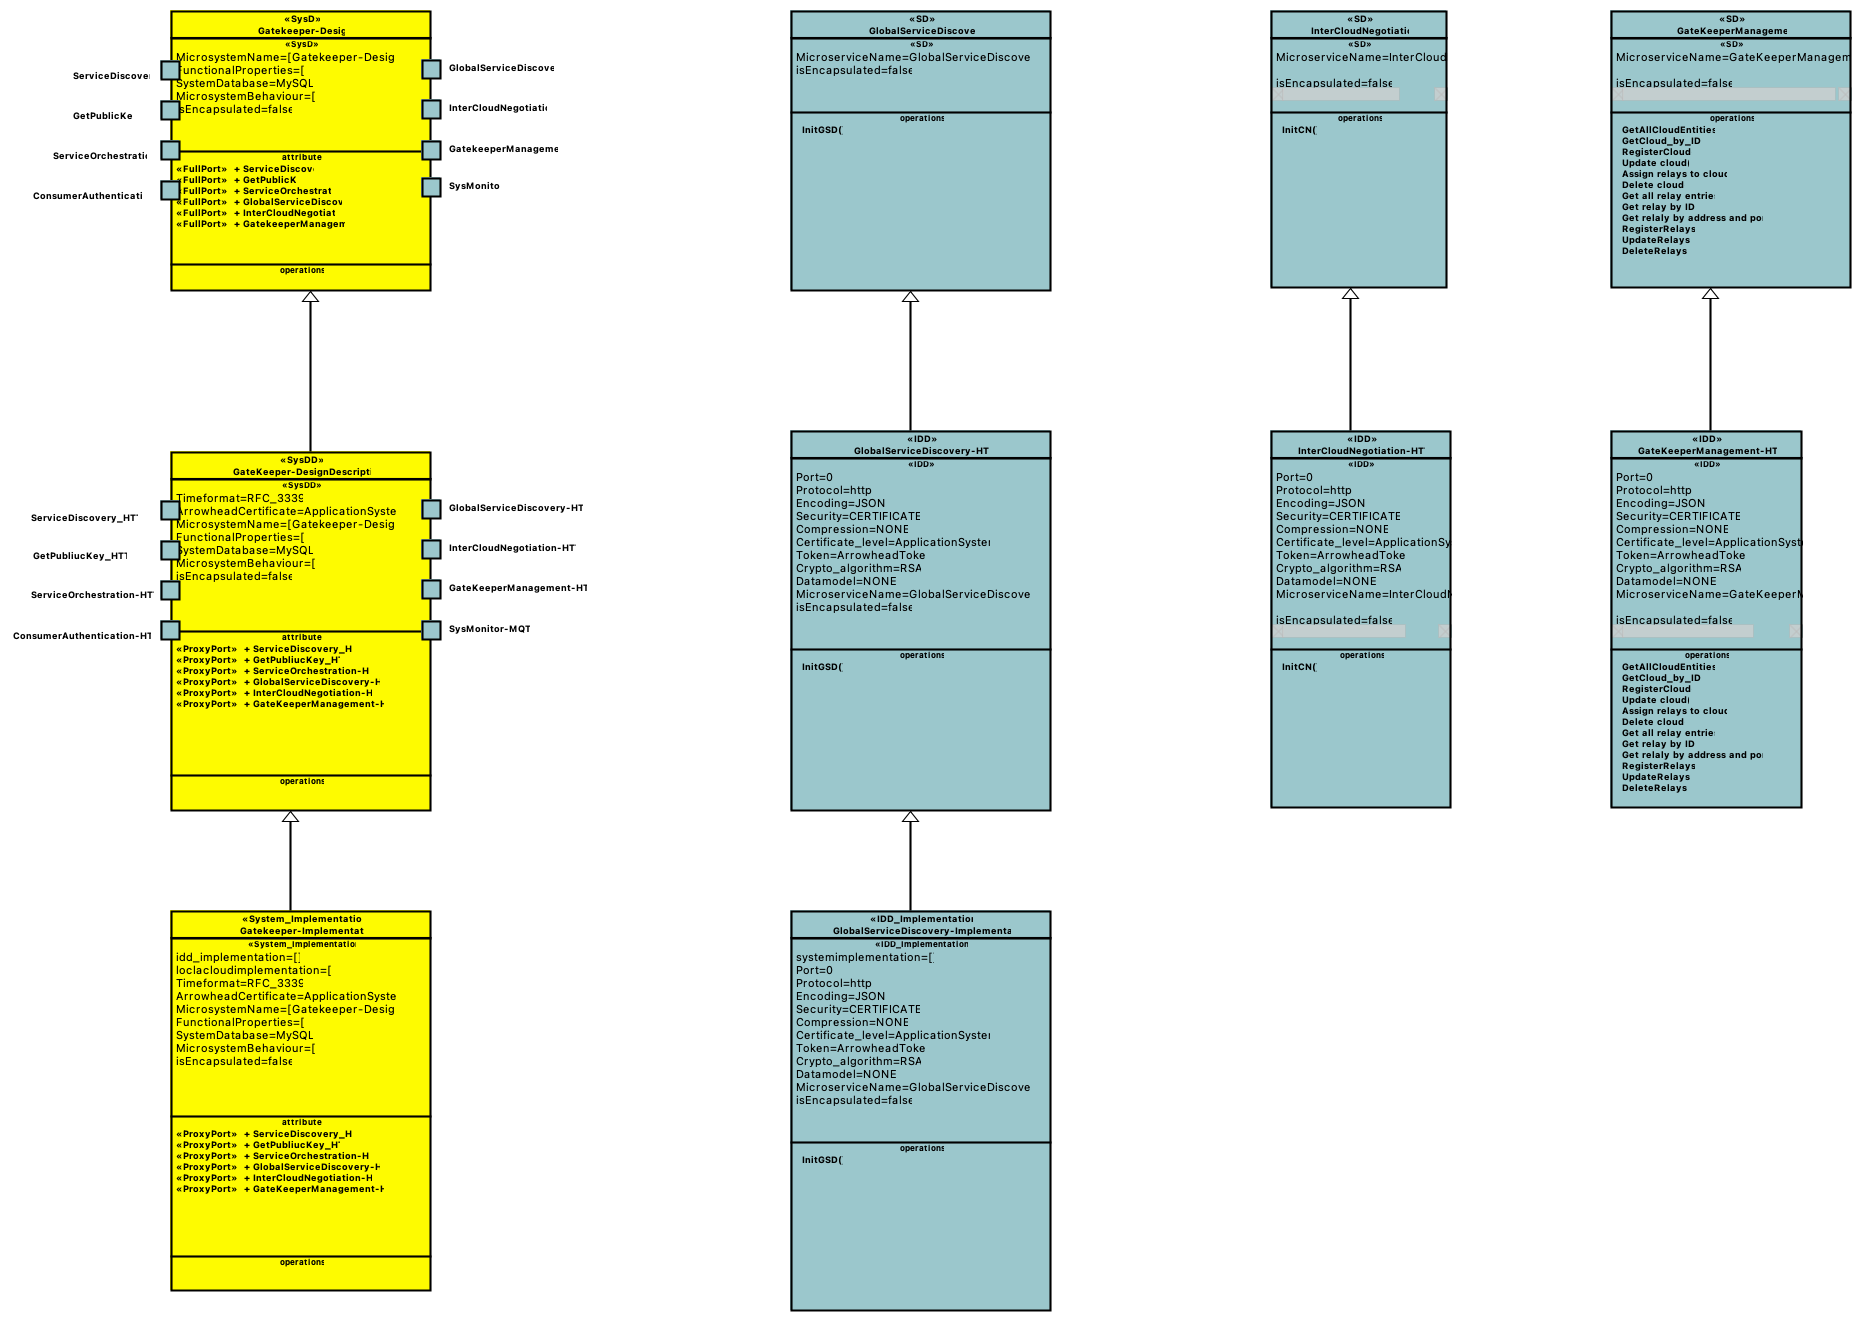 «SysD»
Gatekeeper-Desig
«SysD»
MicrosystemName=[Gatekeeper-Desig
FunctionalProperties=[
SystemDatabase=MySQL
MicrosystemBehaviour=[
isEncapsulated=false
attribute
«FullPort» + ServiceDiscov
«FullPort» + GetPublicK
«FullPort» + ServiceOrchestrat
«FullPort» + GlobalServiceDiscov
«FullPort» + InterCloudNegotiat
«FullPort» + GatekeeperManagem
operations
ServiceDiscover
GetPublicKe
ServiceOrchestratio
ConsumerAuthenticati
GlobalServiceDiscove
InterCloudNegotiatio
GatekeeperManageme
SysMonito
«SD»
GlobalServiceDiscove
«SD»
MicroserviceName=GlobalServiceDiscove
isEncapsulated=false
operations
InitGSD(
«SD»
InterCloudNegotiatio
«SD»
MicroserviceName=InterCloud
isEncapsulated=false
operations
InitCN(
«SD»
GateKeeperManageme
«SD»
MicroserviceName=GateKeeperManagem
isEncapsulated=false
operations
GetAllCloudEntities
GetCloud_by_ID
RegisterCloud
Update cloud(
Assign relays to cloud
Delete cloud
Get all relay entries
Get relay by ID
Get relaly by address and po
RegisterRelays
UpdateRelays
DeleteRelays
«SysDD»
GateKeeper-DesignDescripti
«SysDD»
Timeformat=RFC_3339
ArrowheadCertificate=ApplicationSyste
MicrosystemName=[Gatekeeper-Desig
FunctionalProperties=[
SystemDatabase=MySQL
MicrosystemBehaviour=[
isEncapsulated=false
attribute
«ProxyPort» + ServiceDiscovery_H
«ProxyPort» + GetPubliucKey_HT
«ProxyPort» + ServiceOrchestration-H
«ProxyPort» + GlobalServiceDiscovery-H
«ProxyPort» + InterCloudNegotiation-H
«ProxyPort» + GateKeeperManagement-H
operations
ServiceDiscovery_HT
GetPubliucKey_HTT
ServiceOrchestration-HT
ConsumerAuthentication-HT
GlobalServiceDiscovery-HT
InterCloudNegotiation-HT
GateKeeperManagement-HT
SysMonitor-MQT
«IDD»
GlobalServiceDiscovery-HT
«IDD»
Port=0
Protocol=http
Encoding=JSON
Security=CERTIFICATE
Compression=NONE
Certificate_level=ApplicationSystem
Token=ArrowheadToke
Crypto_algorithm=RSA
Datamodel=NONE
MicroserviceName=GlobalServiceDiscove
isEncapsulated=false
operations
InitGSD(
«IDD»
InterCloudNegotiation-HT
«IDD»
Port=0
Protocol=http
Encoding=JSON
Security=CERTIFICATE
Compression=NONE
Certificate_level=ApplicationSy
Token=ArrowheadToke
Crypto_algorithm=RSA
Datamodel=NONE
MicroserviceName=InterCloudN
isEncapsulated=false
operations
InitCN(
«IDD»
GateKeeperManagement-HT
«IDD»
Port=0
Protocol=http
Encoding=JSON
Security=CERTIFICATE
Compression=NONE
Certificate_level=ApplicationSyst
Token=ArrowheadToke
Crypto_algorithm=RSA
Datamodel=NONE
MicroserviceName=GateKeeperM
isEncapsulated=false
operations
GetAllCloudEntities
GetCloud_by_ID
RegisterCloud
Update cloud(
Assign relays to cloud
Delete cloud
Get all relay entries
Get relay by ID
Get relaly by address and po
RegisterRelays
UpdateRelays
DeleteRelays
«System_Implementatio
Gatekeeper-Implementat
«System_Implementatio
idd_implementation=[]
loclacloudimplementation=[
Timeformat=RFC_3339
ArrowheadCertificate=ApplicationSyste
MicrosystemName=[Gatekeeper-Desig
FunctionalProperties=[
SystemDatabase=MySQL
MicrosystemBehaviour=[
isEncapsulated=false
attribute
«ProxyPort» + ServiceDiscovery_H
«ProxyPort» + GetPubliucKey_HT
«ProxyPort» + ServiceOrchestration-H
«ProxyPort» + GlobalServiceDiscovery-H
«ProxyPort» + InterCloudNegotiation-H
«ProxyPort» + GateKeeperManagement-H
operations
«IDD_Implementation
GlobalServiceDiscovery-Implementa
«IDD_Implementation
systemimplementation=[
Port=0
Protocol=http
Encoding=JSON
Security=CERTIFICATE
Compression=NONE
Certificate_level=ApplicationSystem
Token=ArrowheadToke
Crypto_algorithm=RSA
Datamodel=NONE
MicroserviceName=GlobalServiceDiscove
isEncapsulated=false
operations
InitGSD(